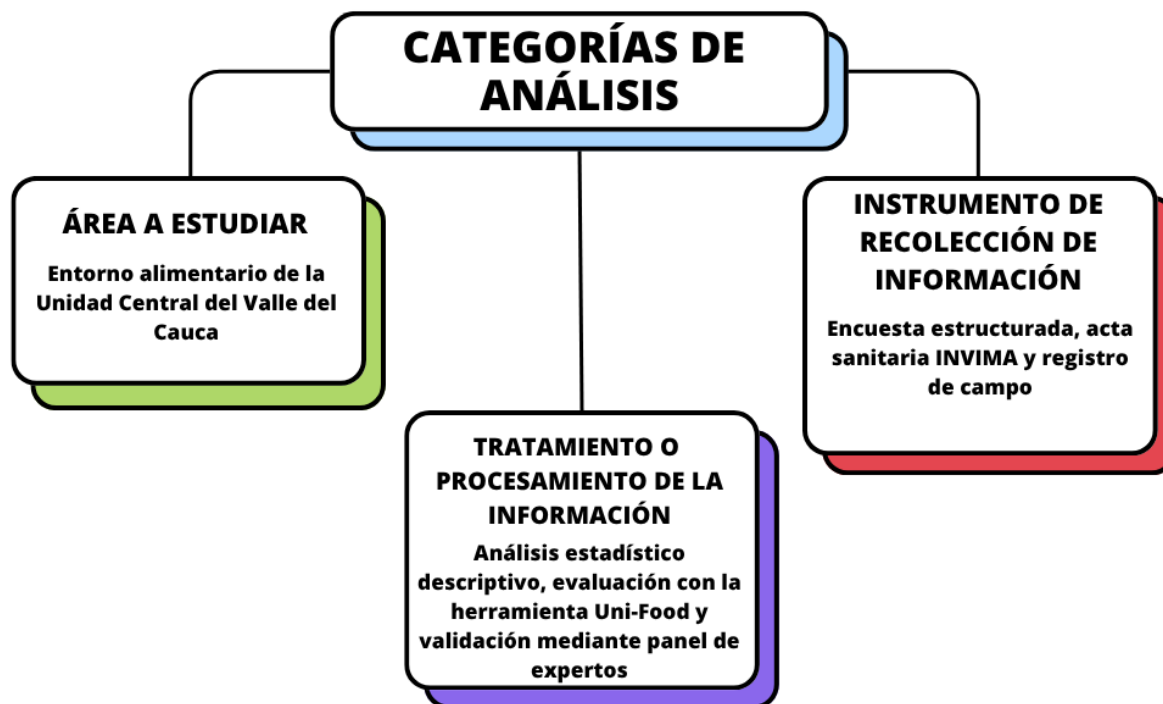 CATEGORÍAS DE
ANÁLISIS
ÁREA A ESTUDIAR
Entorno alimentario de la
Unidad Central del Valle del
Cauca
INSTRUMENTO DE
RECOLECCIÓN DE
INFORMACIÓN
Encuesta estructurada, acta
sanitaria INVIMA y registro
de campo
TRATAMIENTO O
PROCESAMIENTO DE LA
INFORMACIÓN
Análisis estadístico
descriptivo, evaluación con la
herramienta Uni-Food y
validación mediante panel de
expertos